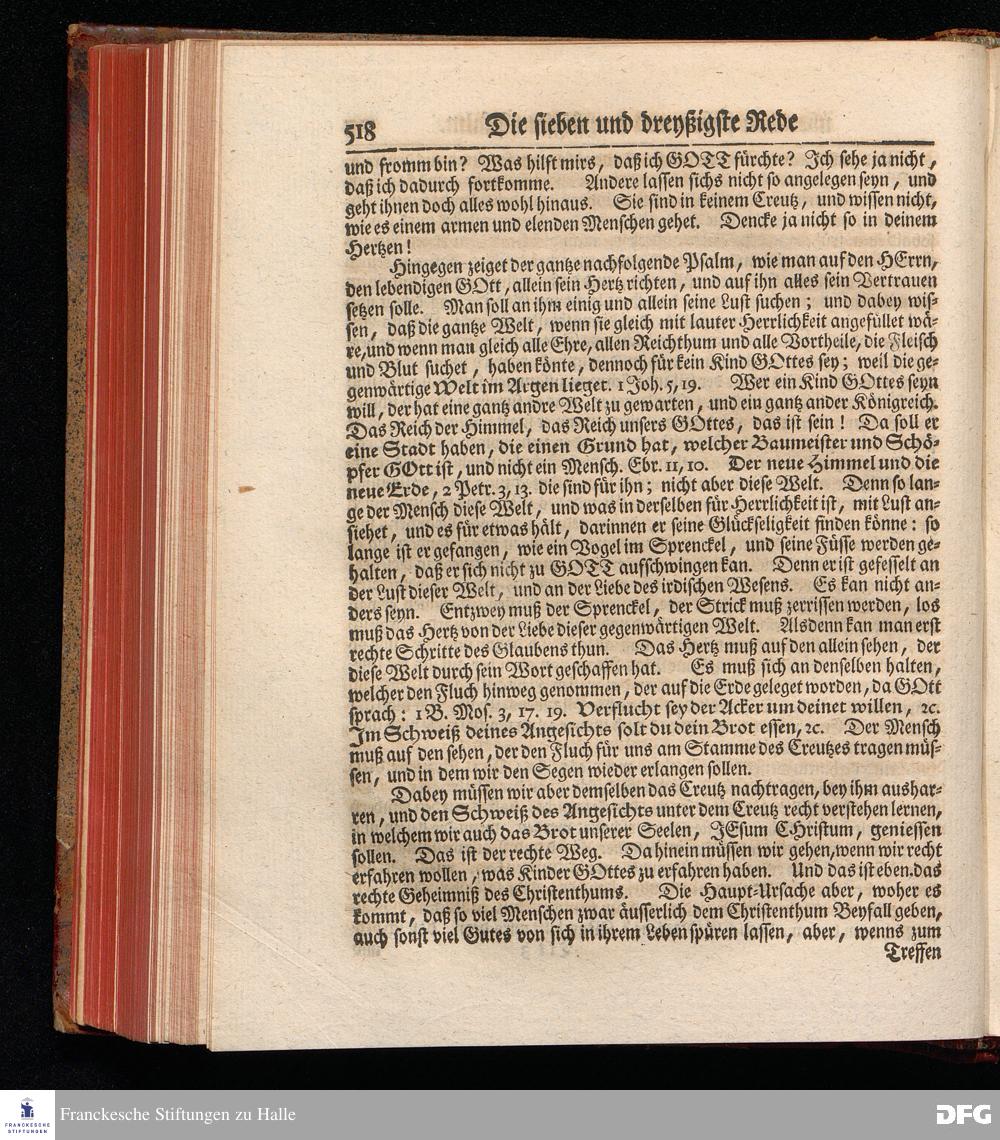 518 Die sieben und dreyßigste Rede
und fromm bin? Was hilft mirs, daß ich GOTT fürchte? Ich sehe ja nicht,
daß ich dadurch fortkomme. Andere lassen sichs nicht so angelegen seyn, und
geht ihnen doch alles wohl hinaus. Sie sind in keinem Creutz, und wissen nicht,
wie es einem armen und elenden Menschen gehet. Dencke ja nicht so in deinem
Hertzen!
Hingegen zeiget der gantze nachfolgende Psalm, wie man auf den HErrn,
den lebendigen GOtt, allein sein Hertz richten, und auf ihn alles sein Vertrauen
setzen solle. Man soll an ihm einig und allein seine Lust suchen; und dabey wis-
sen, daß die gantze Welt, wenn sie gleich mit lauter Herrlichkeit angefüllet wä-
re, und wenn man gleich alle Ehre, allen Reichthum und alle Vortheile, die Fleisch
und Blut suchet, haben könte, dennoch für kein Kind GOttes sey; weil die ge-
genwärtige Welt im Argen lieget. 1 Joh. 5, 19. Wer ein Kind GOttes seyn
will, der hat eine gantz andre Welt zu gewarten, und ein gantz ander Königreich.
Das Reich der Himmel, das Reich unsers GOttes, das ist sein! Da soll er
eine Stadt haben, die einen Grund hat, welcher Baumeister und Schö-
pfer GOtt ist, und nicht ein Mensch. Ebr. 11, 10. Der neue Himmel und die
neue Erde, 2 Petr. 3, 13. die sind für ihn; nicht aber diese Welt. Denn so lan-
ge der Mensch diese Welt, und was in derselben für Herrlichkeit ist, mit Lust an-
siehet, und es für etwas hält, darinnen er seine Glückseligkeit finden könne: so
lange ist er gefangen, wie ein Vogel im Sprenckel, und seine Füsse werden ge-
halten, daß er sich nicht zu GOTT aufschwingen kan. Denn er ist gefesselt an
der Lust dieser Welt, und an der Liebe des irdischen Wesens. Es kan nicht an-
ders seyn. Entzwey muß der Sprenckel, der Strick muß zerrissen werden, los
muß das Hertz von der Liebe dieser gegenwärtigen Welt. Alsdenn kan man erst
rechte Schritte des Glaubens thun. Das Hertz muß auf den allein sehen, der
diese Welt durch sein Wort geschaffen hat. Es muß sich an denselben halten,
welcher den Fluch hinweg genommen, der auf die Erde geleget worden, da GOtt
sprach: 1 B. Mos. 3, 17. 19. Verflucht sey der Acker um deinet willen, ꝛc.
Im Schweiß deines Angesichts solt du dein Brot essen, ꝛc. Der Mensch
muß auf den sehen, der den Fluch für uns am Stamme des Creutzes tragen müs-
sen, und in dem wir den Segen wieder erlangen sollen.
Dabey müssen wir aber demselben das Creutz nachtragen, bey ihm aushar-
ren, und den Schweiß des Angesichts unter dem Creutz recht verstehen lernen,
in welchem wir auch das Brot unserer Seelen, JEsum CHristum, geniessen
sollen. Das ist der rechte Weg. Da hinein müssen wir gehen, wenn wir recht
erfahren wollen, was Kinder GOttes zu erfahren haben. Und das ist eben das
rechte Geheimniß des Christenthums. Die Haupt-Ursache aber, woher es
kommt, daß so viel Menschen zwar äusserlich dem Christenthum Beyfall geben,
auch sonst viel Gutes von sich in ihrem Leben spüren lassen, aber, wenns zum
Treffen
FRANCKESCHE
STIFTUNGEN
Franckesche Stiftungen zu Halle
DFG